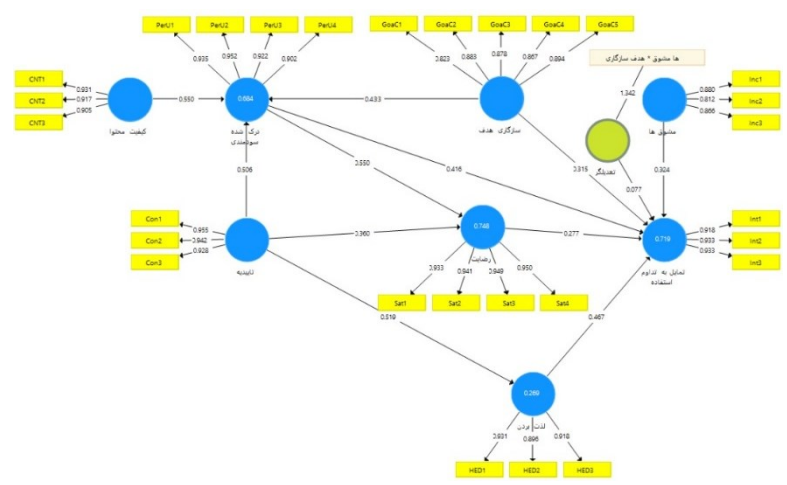 PerU1
PerU2
PerU3
PerU4
GoaC1
GoaC2
GoaC3
GoaC4
GoaC5
0.935
0.952
0.922
0.902
0.823
0.883
0.878
0.867
0.894
ها مشوق * هدف سازگاری
1.342
CNT1
CNT2
CNT3
0.931
0.917
0.905
کیفیت محتوا
0.550
0.684
درک شده
سودمندی
0.433
سازگاری هدف
تعدیلگر
مشوق ها
0.880
0.812
0.866
Inc1
Inc2
Inc3
0.506
0.550
0.416
0.315
0.077
0.324
Con1
Con2
Con3
0.955
0.942
0.928
تاییدیه
0.360
0.748
رضایت
0.277
0.719
تمایل به تداوم
استفاده
0.918
0.933
0.933
Int1
Int2
Int3
0.933
0.941
0.949
0.950
Sat1
Sat2
Sat3
Sat4
0.519
0.467
0.269
لذت بردن
0.931
0.896
0.918
HED1
HED2
HED3